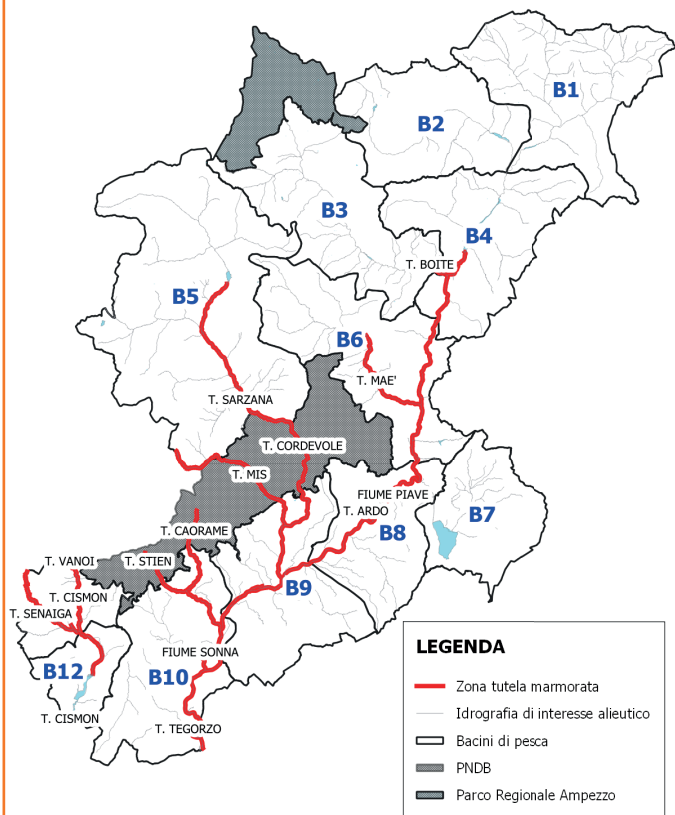 B1
B2
B3
B4
T. BOITE
B5
B6
T. MAE'
T. SARZANA
T. CORDEVOLE
T. MIS
FIUME PIAVE
B7
T. ARDO
B8
T. CAORAME
T. VANOI
T. STIEN
T. CISMON
B9
T. SENAIGA
FIUME SONNA
B12
B10
T. CISMON
T. TEGORZO
LEGENDA
Zona tutela marmorata
Idrografia di interesse alieutico
Bacini di pesca
PNDB
Parco Regionale Ampezzo